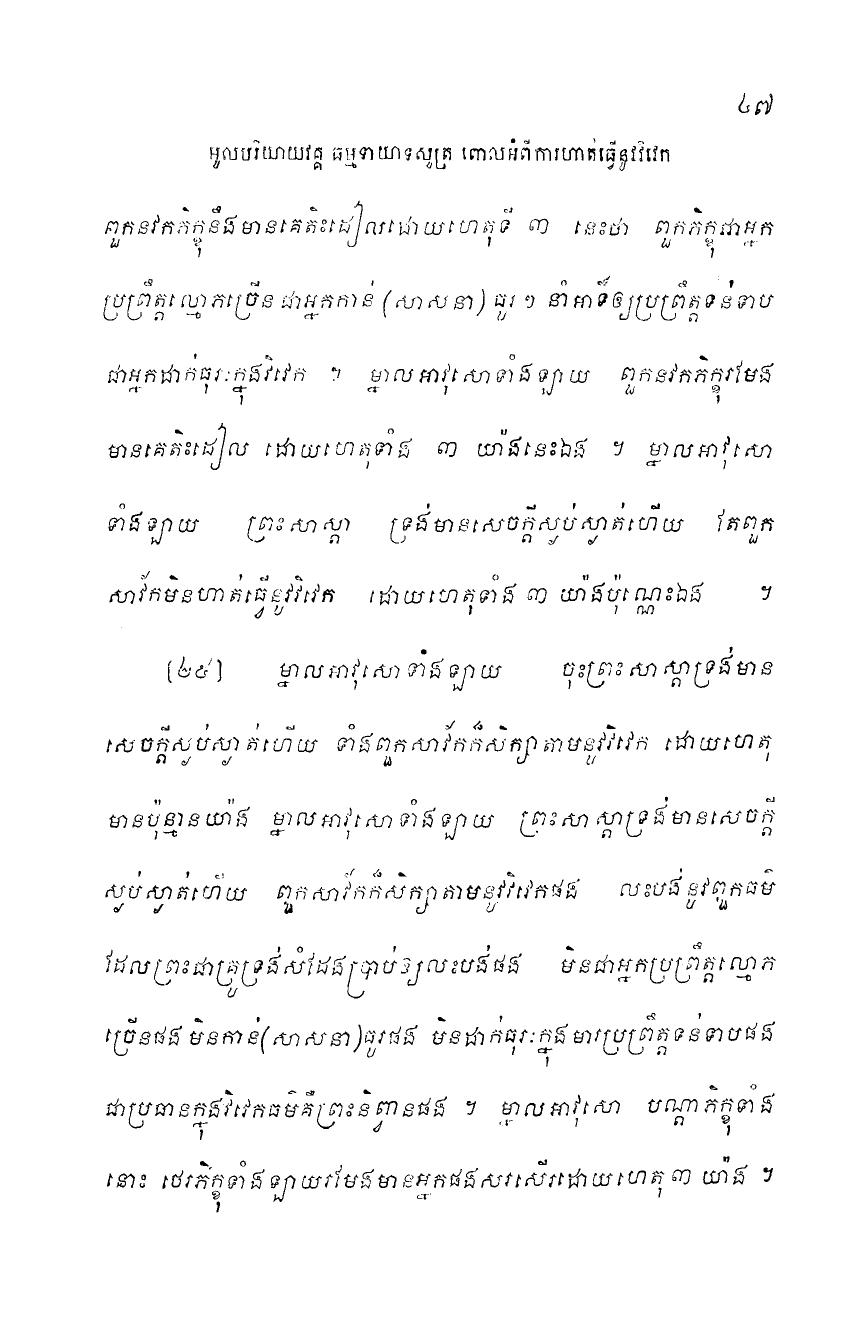 ៤៧
មូលបរិយាយវគ្គ ធម្មទាយាទសូត្រ ពោលអំពីការហាត់ធ្វើនូវវិវេក
ពួកនវកភិក្ខុនឹងមានគេតិះដៀលដោយហេតុទី ៣ នេះថា ពួកភិក្ខុជាអ្នក
ប្រព្រឹត្តល្មោភច្រើន ជាអ្នកកាន់ (សាសនា) ធូរ ៗ នាំអាទិ៍ឲ្យប្រព្រឹត្តទន់ទាប
ជាអ្នកដាក់ធុរៈក្នុងវិវេក ។ ម្នាលអាវុសោទាំងឡាយ ពួកនវកភិក្ខុរមែង
មានគេតិះដៀល ដោយហេតុទាំង ៣ យ៉ាងនេះឯង ។ ម្នាលអាវុសោ
ទាំងឡាយ ព្រះសាស្តា ទ្រង់មានសេចក្តីស្ងប់ស្ងាត់ហើយ តែពួក
សាវ័កមិនហាត់ធ្វើនូវវិវេក ដោយហេតុទាំង ៣ យ៉ាងប៉ុណ្ណេះឯង ។
[២៤] ម្នាលអាវុសោទាំងឡាយ ចុះព្រះសាស្តាទ្រង់មាន
សេចក្តីស្ងប់ស្ងាត់ហើយ ទាំងពួកសាវ័កក៏សិក្សាតាមនូវវិវេក ដោយហេតុ
មានប៉ុន្មានយ៉ាង ម្នាលអាវុសោទាំងឡាយ ព្រះសាស្តាទ្រង់មានសេចក្តី
ស្ងប់ស្ងាត់ហើយ ពួកសាវ័កក៏សិក្សាតាមនូវវិវេកផង លះបង់នូវពួកធម៌
ដែលព្រះជាគ្រូទ្រង់សំដែងប្រាប់ឲ្យលះបង់ផង មិនជាអ្នកប្រព្រឹត្តល្មោភ
ច្រើនផង មិនកាន់(សាសនា)ធូរផង មិនដាក់ធុរៈក្នុងមារប្រព្រឹត្តទន់ទាបផង
ជាប្រធានក្នុងវិវេកធម៌គឺព្រះនិព្វានផង ។ ម្នាលអាវុសោ បណ្តាភិក្ខុទាំង
នោះ ថេរភិក្ខុទាំងឡាយរមែងមានអ្នកផងសរសើរដោយហេតុ ៣ យ៉ាង ។